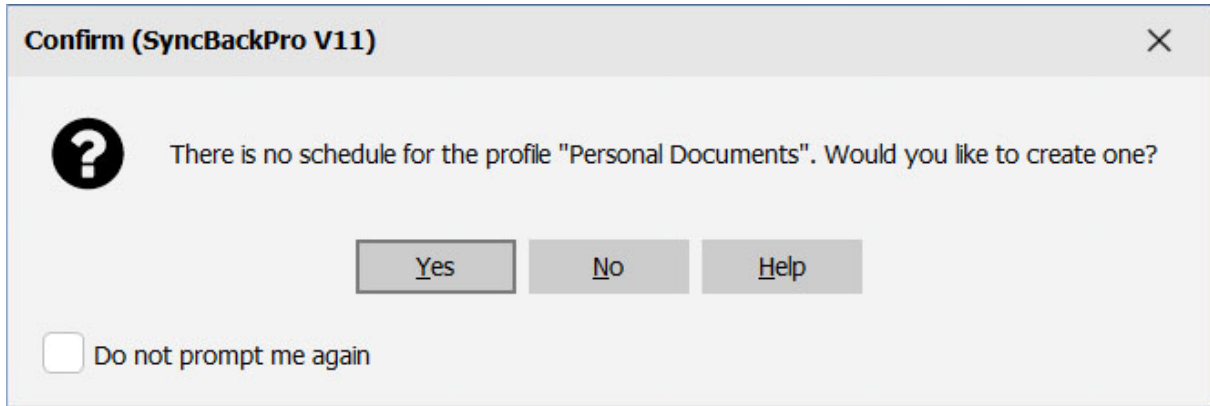 Confirm (SyncBackPro V11)
There is no schedule for the profile "Personal Documents". Would you like to create one?
Yes No Help
Do not prompt me again